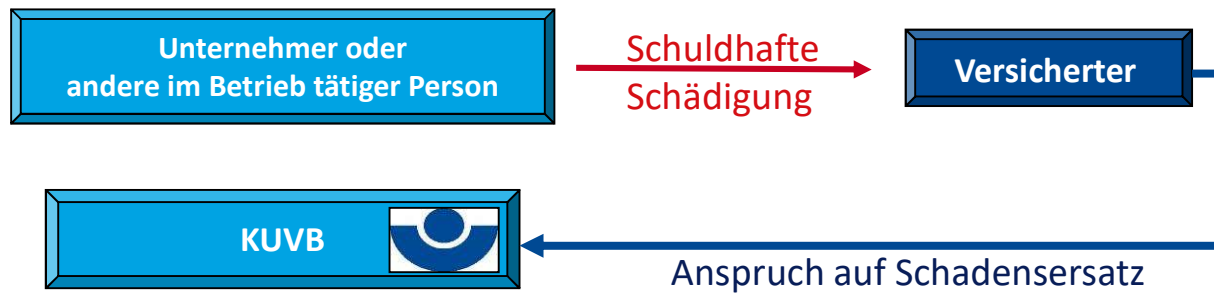 Unternehmer oder
andere im Betrieb tätiger Person
Schuldhafte
Schädigung
Versicherter
KUVB
Anspruch auf Schadensersatz